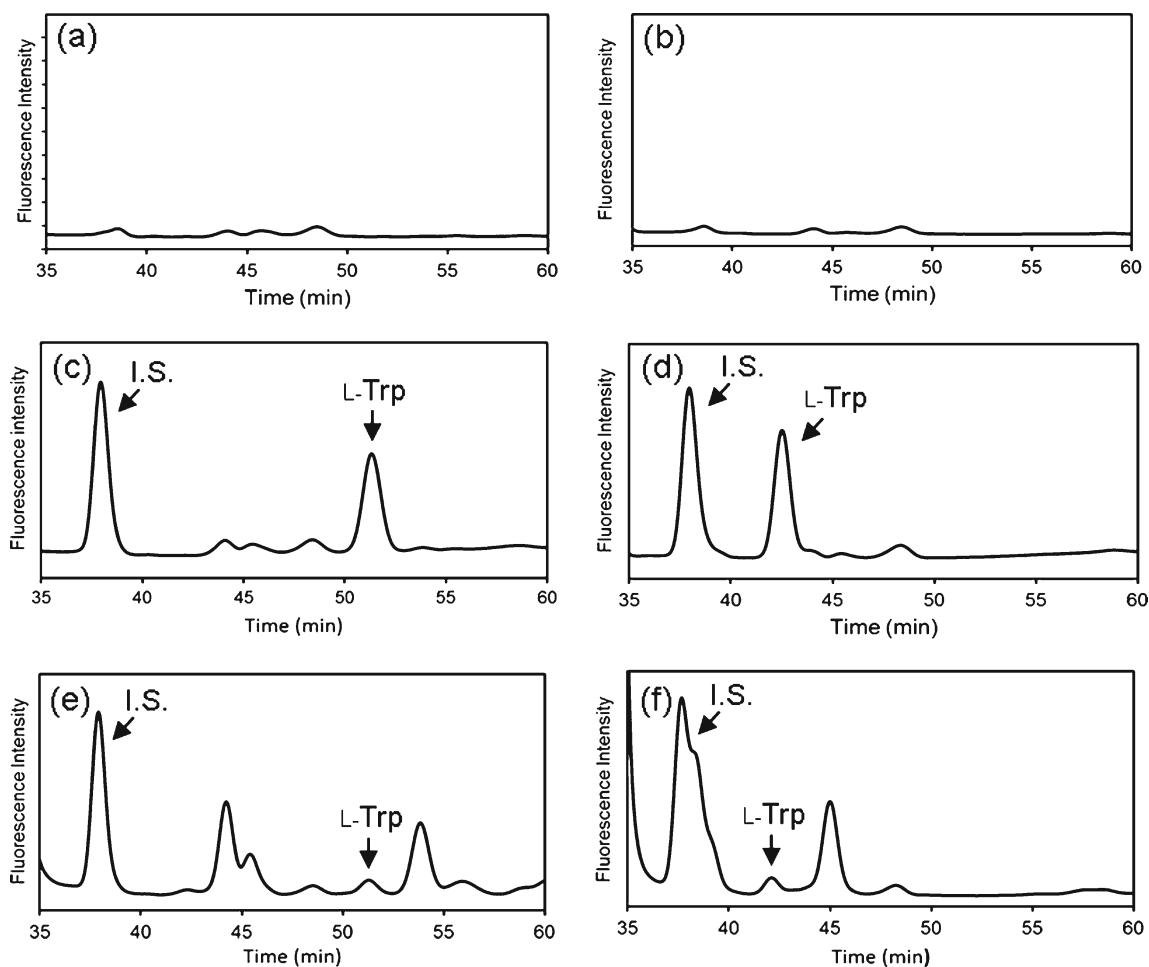 (a)
Fluorescence Intensity
35 40 45 50 55 60
Time (min)
(b)
Fluorescence Intensity
35 40 45 50 55 60
Time (min)
(c)
I.S.
L-Trp
Fluorescence intensity
35 40 45 50 55 60
Time (min)
(d)
I.S.
L-Trp
Fluorescence Intensity
35 40 45 50 55 60
Time (min)
(e)
I.S.
L-Trp
Fluorescence Intensity
35 40 45 50 55 60
Time (min)
(f)
I.S.
L-Trp
Fluorescence Intensity
35 40 45 50 55 60
Time (min)